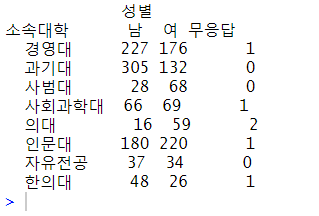 성별
소속대학 남 여 무응답
경영대 227 176 1
과기대 305 132 0
사범대 28 68 0
사회과학대 66 69 1
의대 16 59 2
인문대 180 220 1
자유전공 37 34 0
한의대 48 26 1
>